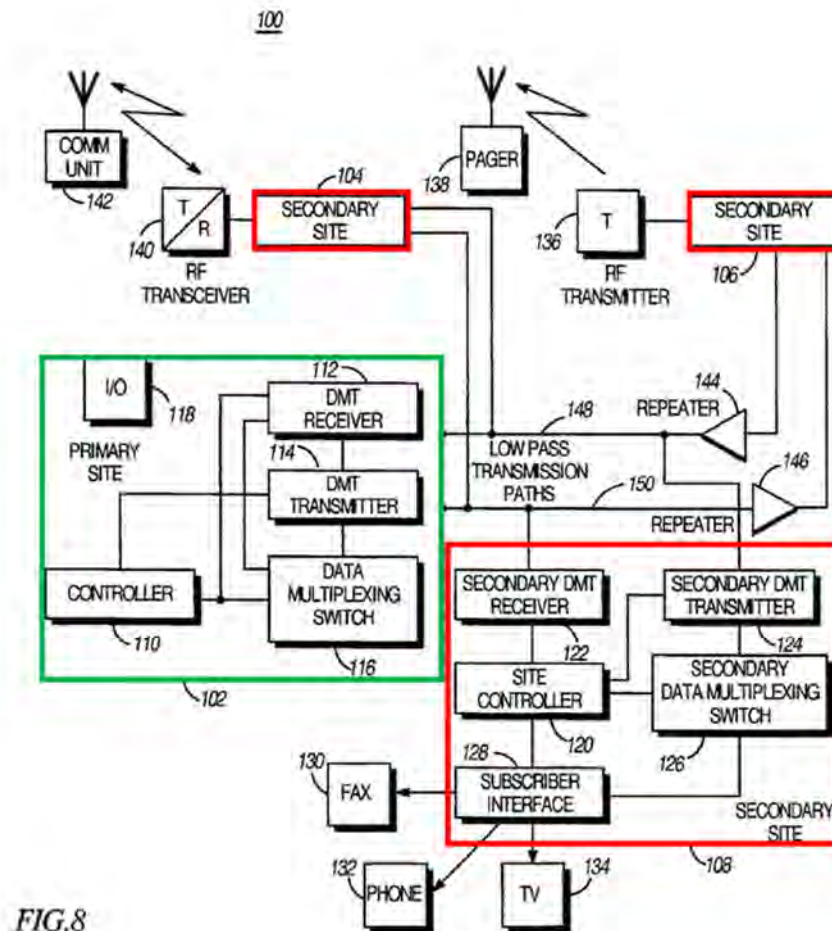 100
COMM
UNIT
142
T
R
140
RF
TRANSCEIVER
104
SECONDARY
SITE
138
PAGER
136
T
RF
TRANSMITTER
SECONDARY
SITE
106
I/O
118
PRIMARY
SITE
112
DMT
RECEIVER
114
DMT
TRANSMITTER
CONTROLLER
110
DATA
MULTIPLEXING
SWITCH
116
102
148
LOW PASS
TRANSMISSION
PATHS
150
REPEATER
144
146
REPEATER
SECONDARY DMT
RECEIVER
122
SECONDARY DMT
TRANSMITTER
124
SITE
CONTROLLER
120
SECONDARY
DATA MULTIPLEXING
SWITCH
126
128
SUBSCRIBER
INTERFACE
SECONDARY
SITE
108
130
FAX
132
PHONE
TV
134
FIG.8